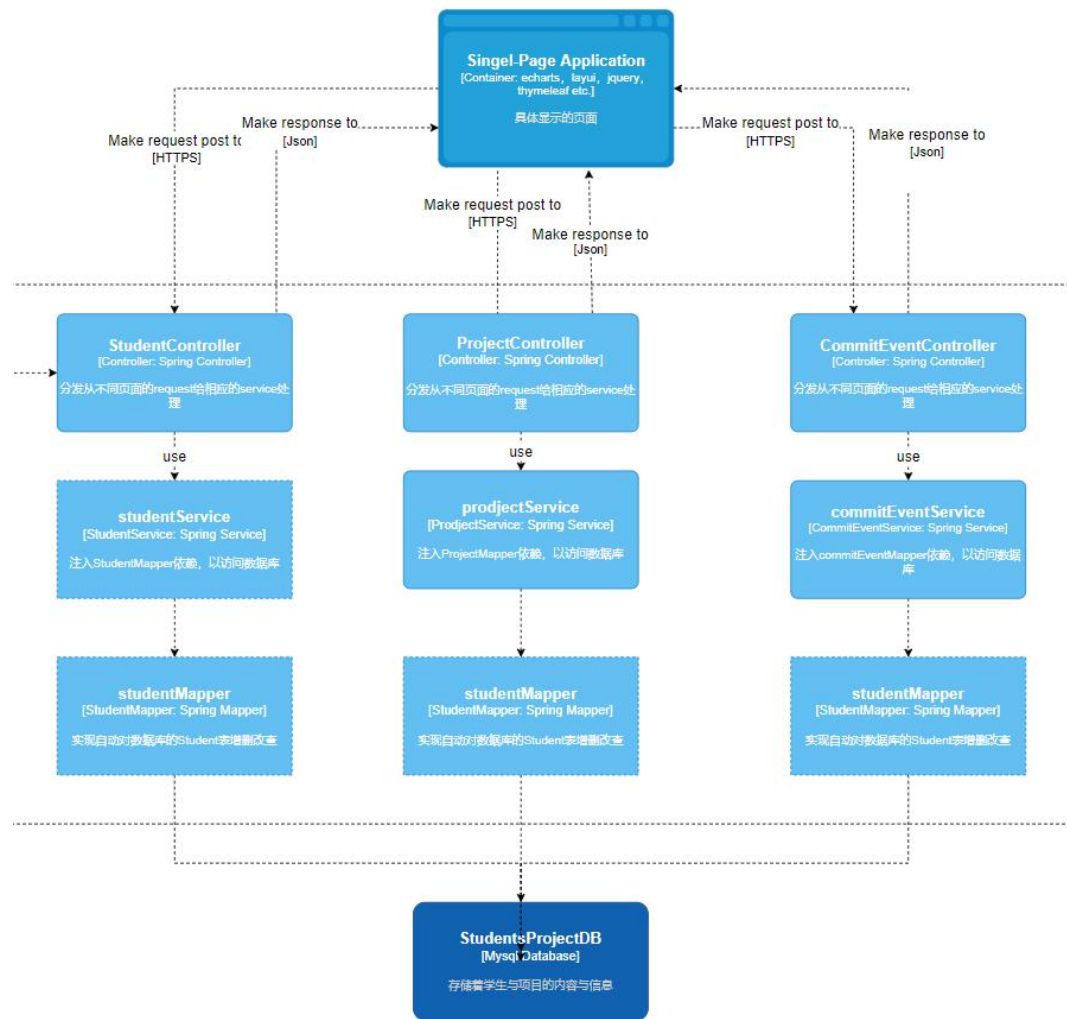 Singel-Page Application
[Container: echarts，layui，jquery，
thymeleaf etc.]
具体显示的页面
Make request post to
[HTTPS]
Make response to
[Json]
Make request post to
[HTTPS]
Make response to
[Json]
Make request post to
[HTTPS]
Make response to
[Json]
StudentController
[Controller: Spring Controller]
分发从不同页面的request给相应的service处
理
ProjectController
[Controller: Spring Controller]
分发从不同页面的request给相应的service处
理
CommitEventController
[Controller: Spring Controller]
分发从不同页面的request给相应的service处
理
use
use
use
studentService
[StudentService: Spring Service]
注入StudentMapper依赖，以访问数据库
prodjectService
[ProdjectService: Spring Service]
注入ProjectMapper依赖，以访问数据库
commitEventService
[CommitEventService: Spring Service]
注入commitEventMapper依赖，以访问数据
库
studentMapper
[StudentMapper: Spring Mapper]
实现自动对数据库的Student表增删改查
studentMapper
[StudentMapper: Spring Mapper]
实现自动对数据库的Student表增删改查
studentMapper
[StudentMapper: Spring Mapper]
实现自动对数据库的Student表增删改查
StudentsProjectDB
[Mysql Database]
存储着学生与项目的内容与信息